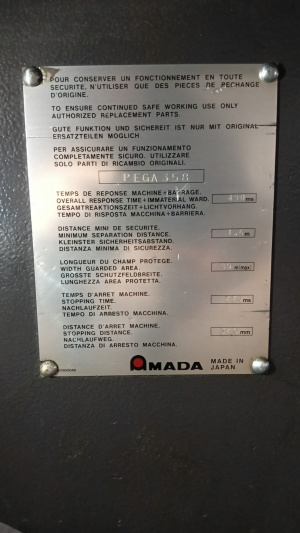 POUR CONSERVER UN FONCTIONNEMENT EN TOUTE
SECURITE, N'UTILISER QUE DES PIECES DE RECHANGE
D'ORIGINE.
TO ENSURE CONTINUED SAFE WORKING USE ONLY
AUTHORIZED REPLACEMENT PARTS.
GUTE FUNKTION UND SICHEREIT IST NUR MIT ORIGINAL
ERSATZTEILEN MÖGLICH
PER ASSICURARE UN FUNZIONAMENTO
COMPLETAMENTE SICURO. UTILIZZARE
SOLO PARTI DI RICAMBIO ORIGINALI.
PEGA 358
TEMPS DE REPONSE MACHINE+BARRAGE.
OVERALL RESPONSE TIME+IMMATERIAL WARD. ms
GESAMTREAKTIONSZEIT+LICHTVORHANG.
TEMPO DI RISPOSTA MACCHINA+BARRIERA.
DISTANCE MINI DE SECURITE.
MINIMUM SEPARATION DISTANCE. m
KLEINSTER SICHERHEITSABSTAND.
DISTANZA MINIMA DI SICUREZZA.
LONGUEUR DU CHAMP PROTEGE.
WIDTH GUARDED AREA. m max
GROSSTE SCHUTZFELDBREITE.
LUNGHEZZA AREA PROTETTA.
TEMPS D'ARRET MACHINE.
STOPPING TIME. ms
NACHLAUFZEIT.
TEMPO DI ARRESTO MACCHINA.
DISTANCE D'ARRET MACHINE.
STOPPING DISTANCE. mm
NACHLAUFWEG.
DISTANZA DI ARRESTO MACCHINA.
AMADA MADE IN
JAPAN